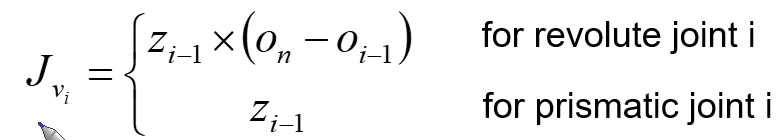 J_{v_i} = { z_{i-1} × (o_n − o_{i-1}) for revolute joint i
z_{i-1} for prismatic joint i